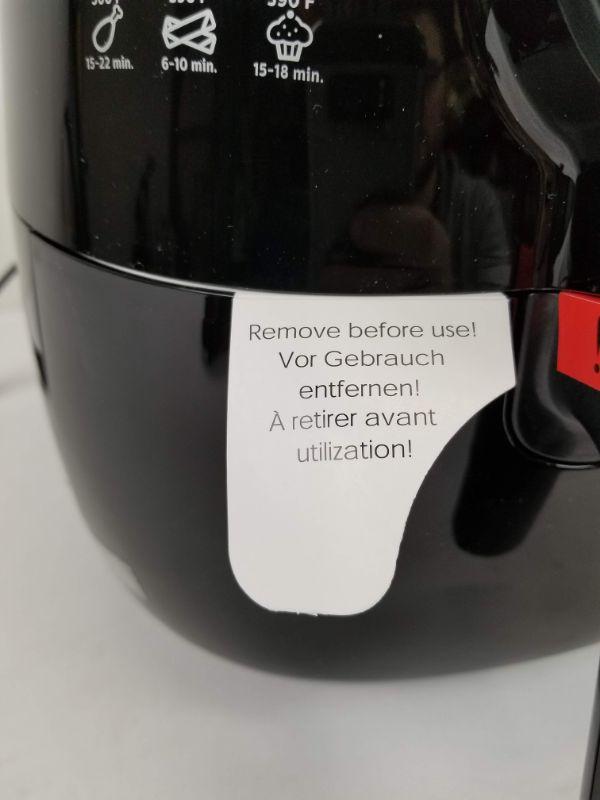 15-22 min.
6-10 min.
15-18 min.
Remove before use!
Vor Gebrauch
entfernen!
À retirer avant
utilization!